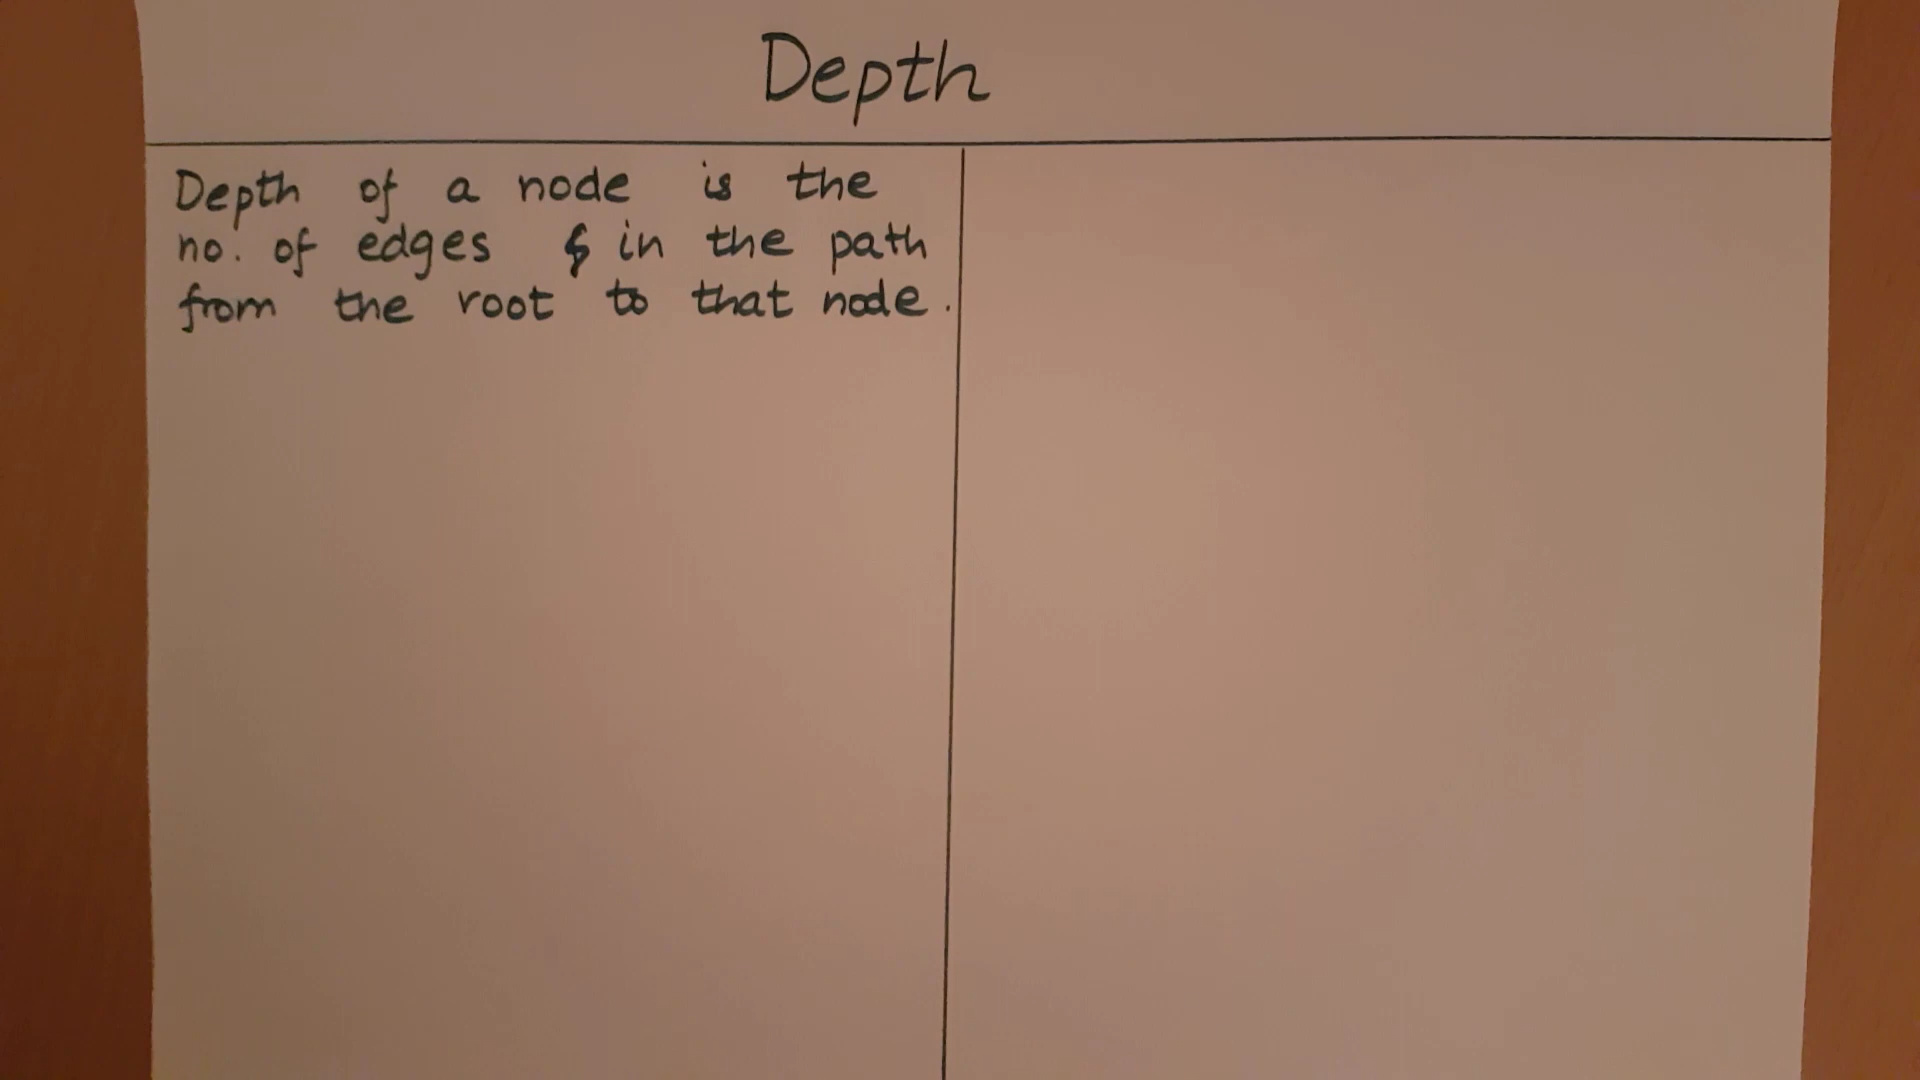 Depth
Depth of a node is the
no. of edges in the path
from the root to that node.